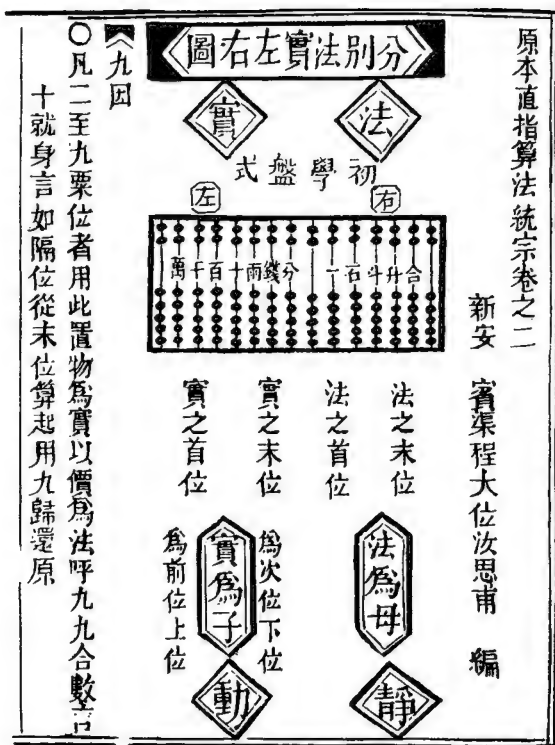 原本直指算法統宗卷之二
新安 賓渠程大位汝思甫 編
分別法實左右圖
法
實
初學盤式
右
左
合升斗石一
分錢兩十百千萬
法之末位
法之首位
實之末位
實之首位
法為母
靜
為次位下位
實為子
動
為前位上位
九因
○凡二至九粟位者用此置物為實以價為法呼九九合數言
十就身言如隔位從末位算起用九歸還原